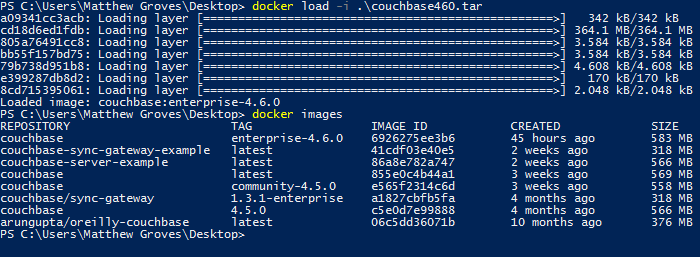 PS C:\Users\Matthew Groves\Desktop> docker load -i .\couchbase460.tar
a09341cc3acb: Loading layer [==================================================>] 342 kB/342 kB
cd18d6ed1fdb: Loading layer [==================================================>] 364.1 MB/364.1 MB
805a76491cc8: Loading layer [==================================================>] 3.584 kB/3.584 kB
bb55f157bd75: Loading layer [==================================================>] 3.584 kB/3.584 kB
79b738d951b8: Loading layer [==================================================>] 4.608 kB/4.608 kB
e399287db8d2: Loading layer [==================================================>] 170 kB/170 kB
8cd715395061: Loading layer [==================================================>] 2.048 kB/2.048 kB
Loaded image: couchbase:enterprise-4.6.0
PS C:\Users\Matthew Groves\Desktop> docker images
REPOSITORY TAG IMAGE ID CREATED SIZE
couchbase enterprise-4.6.0 6926275ee3b6 45 hours ago 583 MB
couchbase-sync-gateway-example latest 41cdf03e40e5 2 weeks ago 318 MB
couchbase-server-example latest 86a8e782a747 2 weeks ago 566 MB
couchbase latest 855e0c4b44a1 3 weeks ago 569 MB
couchbase community-4.5.0 e565f2314c6d 3 weeks ago 558 MB
couchbase/sync-gateway 1.3.1-enterprise a1827cbfb5fa 4 months ago 318 MB
couchbase 4.5.0 c5e0d7e99888 4 months ago 566 MB
arungupta/oreilly-couchbase latest 06c5dd36071b 10 months ago 376 MB
PS C:\Users\Matthew Groves\Desktop>